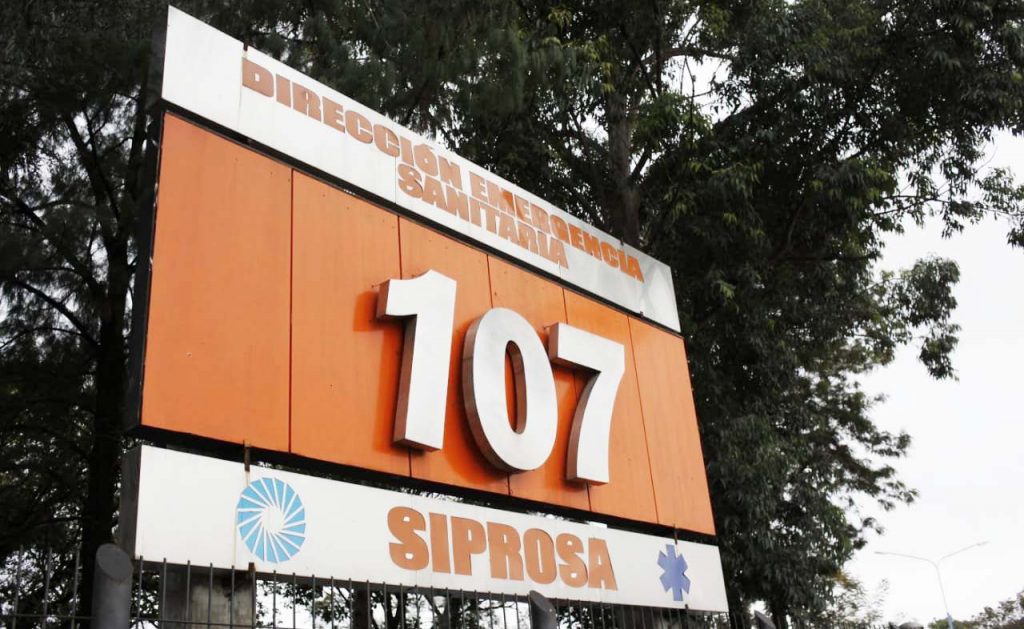 DIRECCIÓN EMERGENCIA
SANITARIA
107
SIPROSA